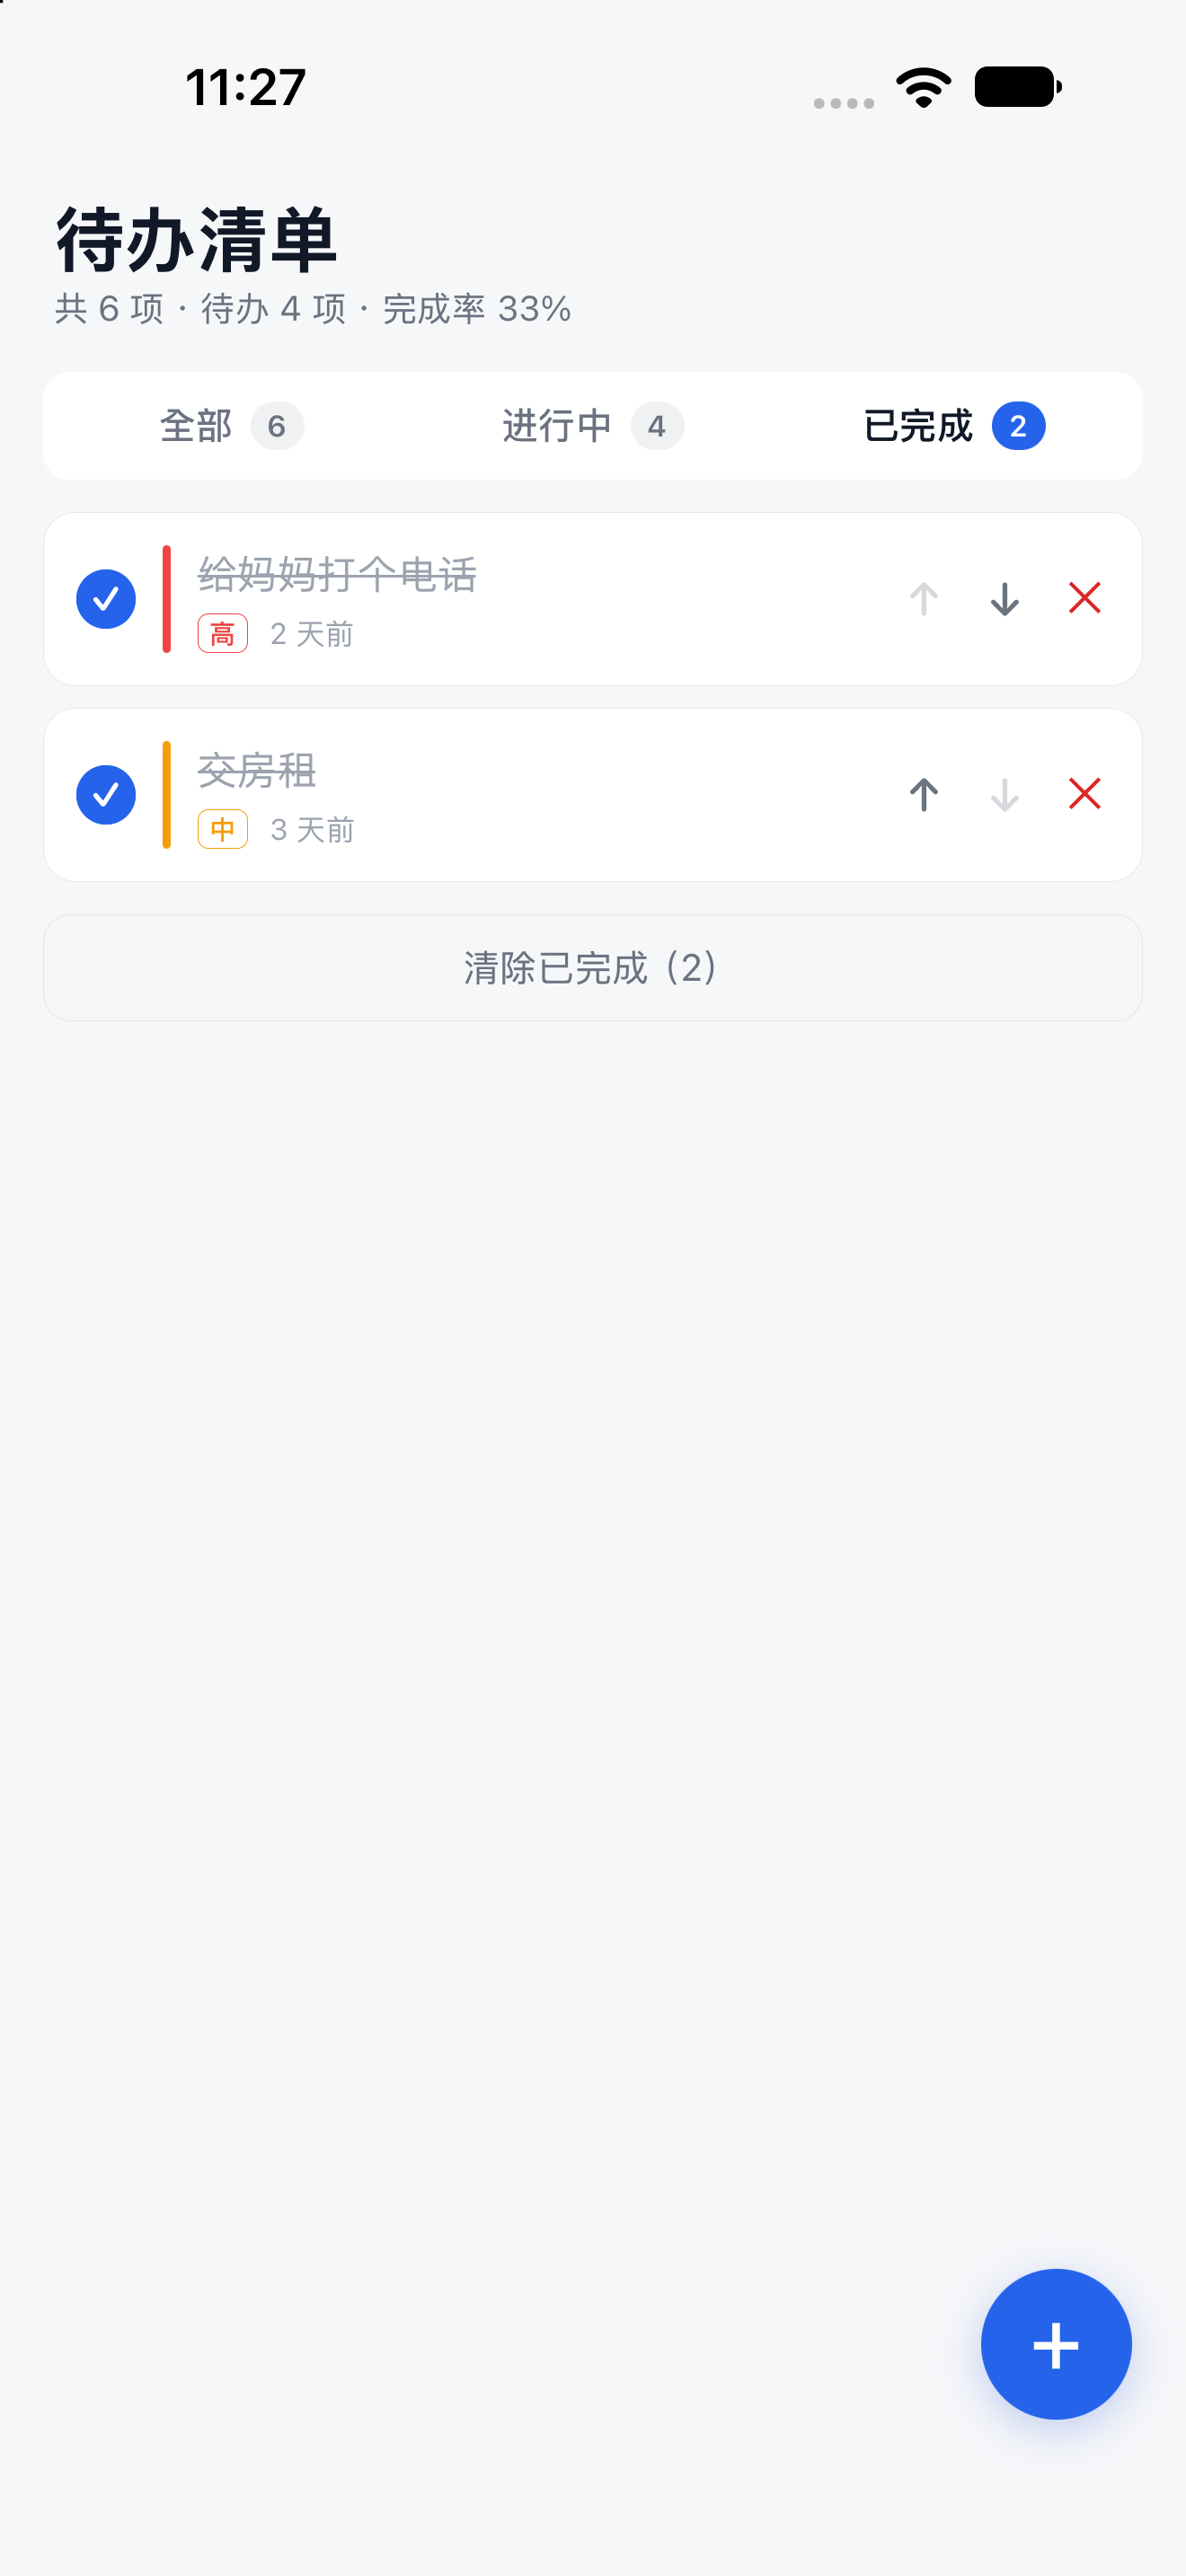 11:27
待办清单
共 6 项 · 待办 4 项 · 完成率 33%
全部 6 进行中 4 已完成 2
给妈妈打个电话
高 2 天前
交房租
中 3 天前
清除已完成（2）